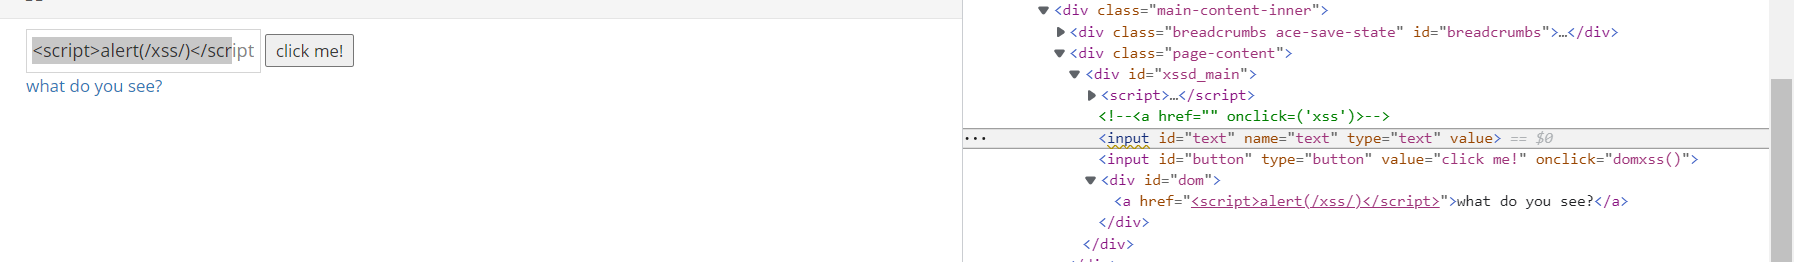 <script>alert(/xss/)</script
click me!
what do you see?
<div class="main-content-inner">
<div class="breadcrumbs ace-save-state" id="breadcrumbs">…</div>
<div class="page-content">
<div id="xssd_main">
<script>…</script>
<!--<a href="" onclick=('xss')>-->
<input id="text" name="text" type="text" value> == $0
<input id="button" type="button" value="click me!" onclick="domxss()">
<div id="dom">
<a href="<script>alert(/xss/)</script>">what do you see?</a>
</div>
</div>